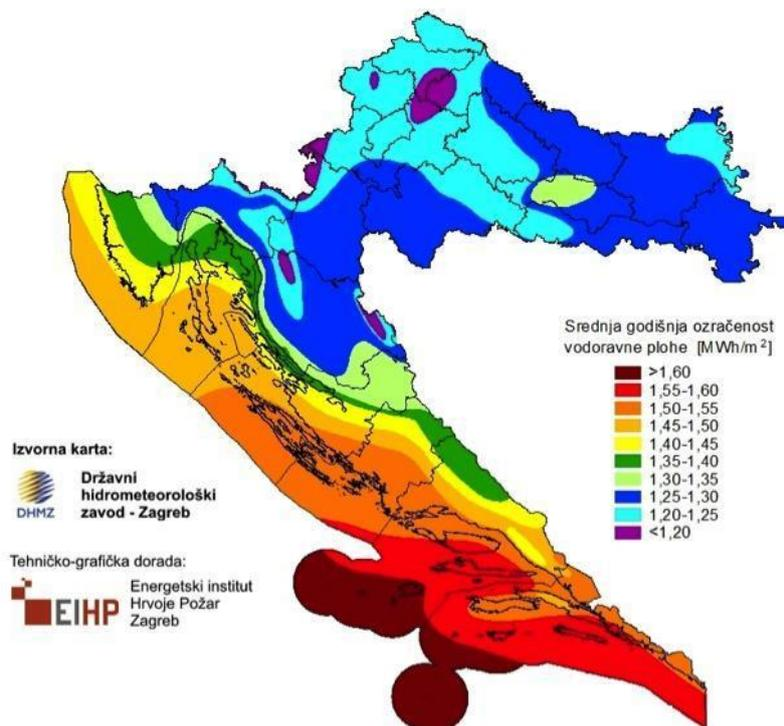 Srednja godišnja ozračenost
vodoravne plohe [MWh/m²]
>1,60
1,55-1,60
1,50-1,55
1,45-1,50
1,40-1,45
1,35-1,40
1,30-1,35
1,25-1,30
1,20-1,25
<1,20
Izvorna karta:
DHMZ
Državni
hidrometeorološki
zavod - Zagreb
Tehničko-grafička dorada:
EIHP
Energetski institut
Hrvoje Požar
Zagreb